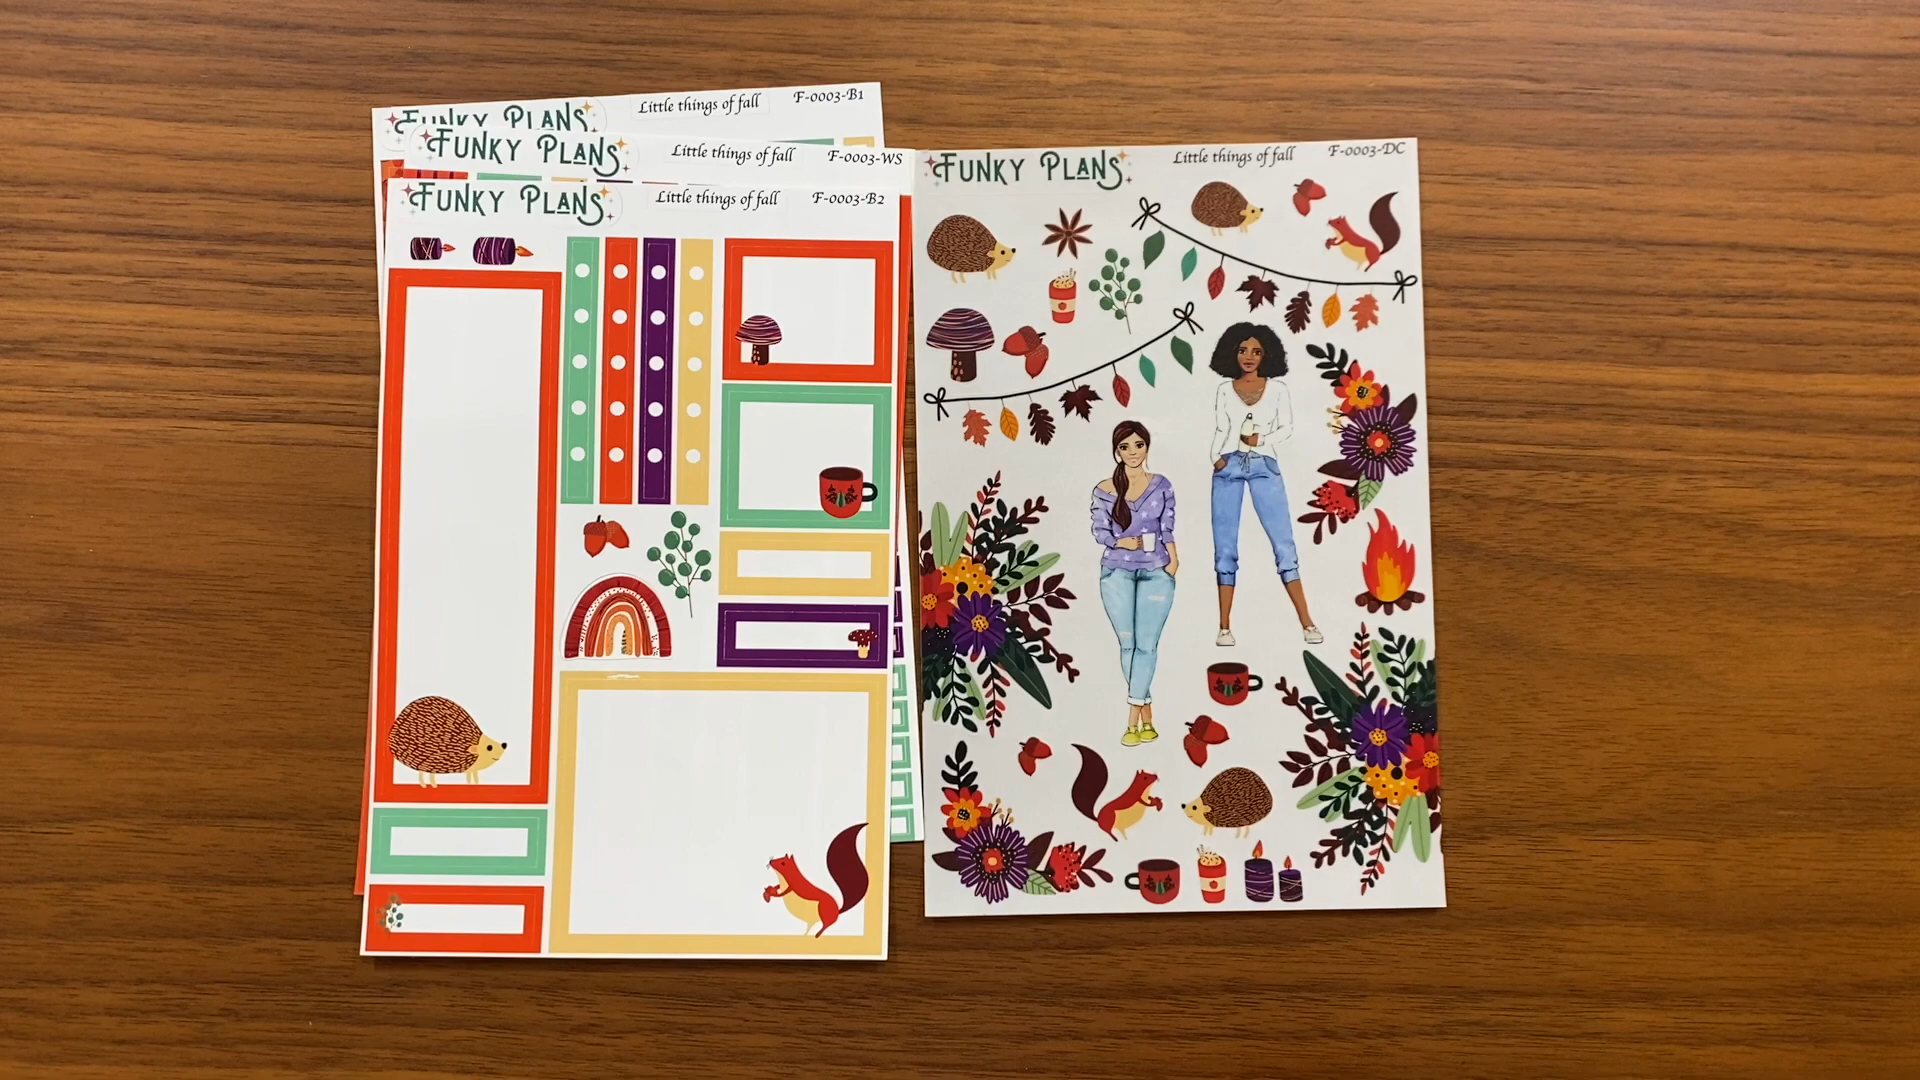 FUNKY PLANS
Little things of fall
F-0003-B1
FUNKY PLANS
Little things of fall
F-0003-WS
FUNKY PLANS
Little things of fall
F-0003-B2
FUNKY PLANS
Little things of fall
F-0003-DC